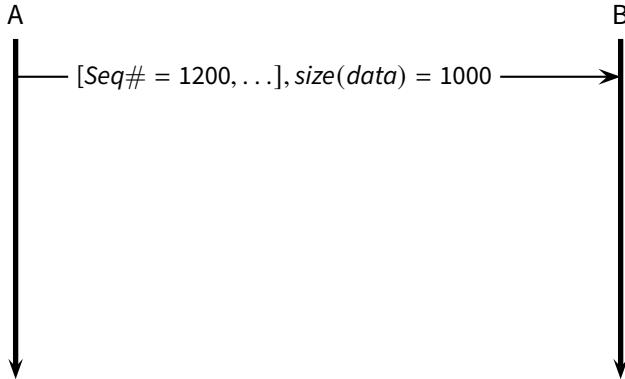 A B
[Seq# = 1200, . . .], size(data) = 1000